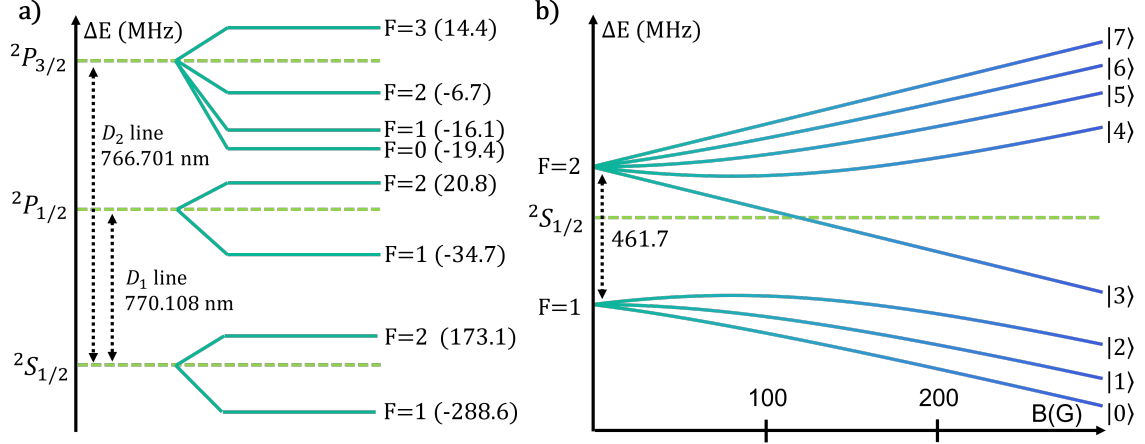 a)
ΔE (MHz)
²P₃/₂
F=3 (14.4)
F=2 (-6.7)
F=1 (-16.1)
F=0 (-19.4)
D₂ line
766.701 nm
²P₁/₂
F=2 (20.8)
F=1 (-34.7)
D₁ line
770.108 nm
²S₁/₂
F=2 (173.1)
F=1 (-288.6)
b)
ΔE (MHz)
|7⟩
|6⟩
|5⟩
|4⟩
F=2
²S₁/₂
461.7
F=1
|3⟩
|2⟩
|1⟩
|0⟩
100
200
B(G)